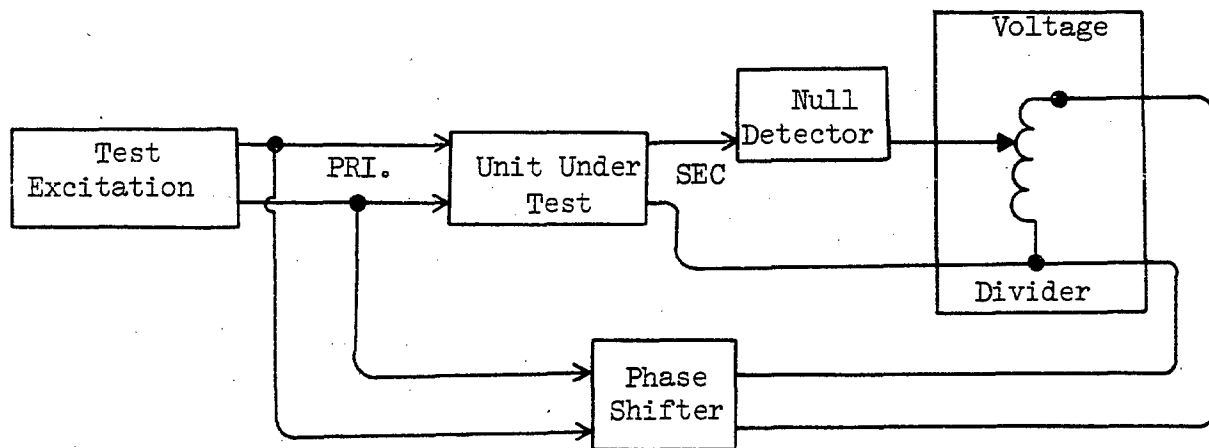 Voltage
Null
Detector
Test
Excitation
PRI.
Unit Under
Test
SEC
Divider
Phase
Shifter